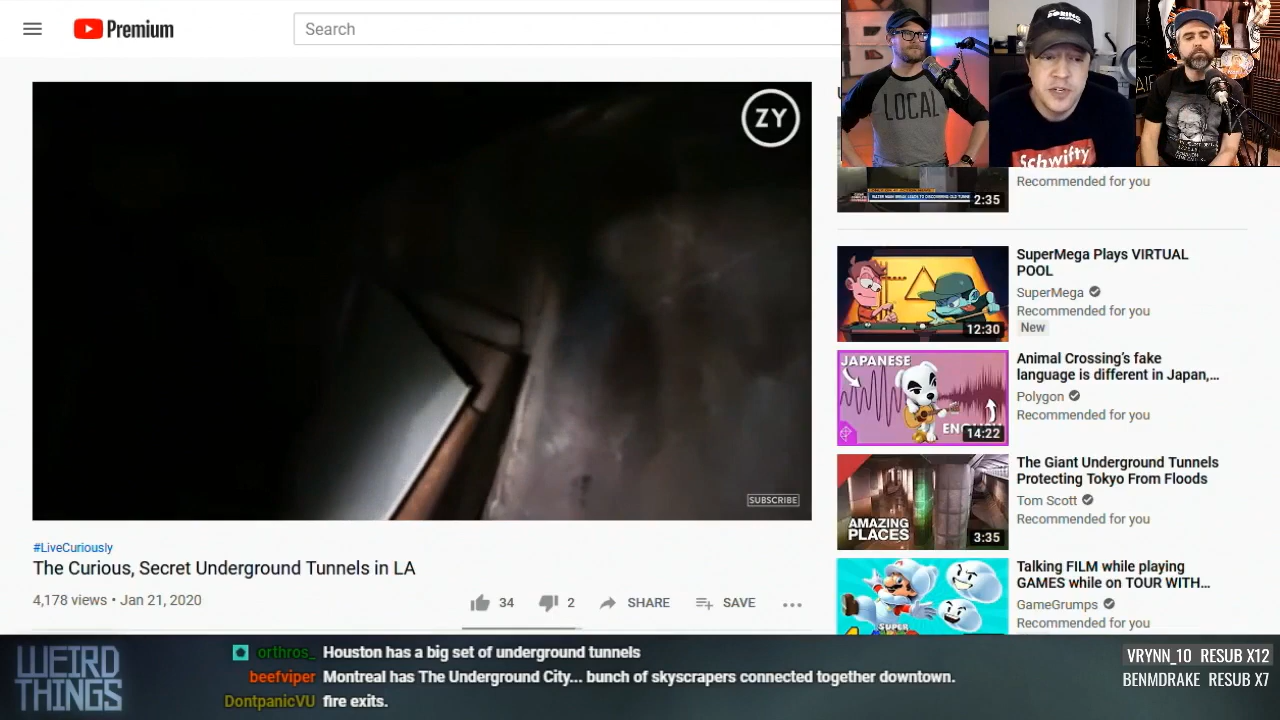 Premium
Search
LOCAL
BORING
Schwifty
ZY
SUBSCRIBE
2:35
Recommended for you
SuperMega Plays VIRTUAL
POOL
SuperMega
Recommended for you
New
12:30
JAPANESE
14:22
Animal Crossing's fake
language is different in Japan,...
Polygon
Recommended for you
AMAZING
PLACES
3:35
The Giant Underground Tunnels
Protecting Tokyo From Floods
Tom Scott
Recommended for you
SUPER
Talking FILM while playing
GAMES while on TOUR WITH...
GameGrumps
Recommended for you
#LiveCuriously
The Curious, Secret Underground Tunnels in LA
4,178 views • Jan 21, 2020
34
2
SHARE
SAVE
WEIRD
THINGS
orthros_ Houston has a big set of underground tunnels
beefviper Montreal has The Underground City... bunch of skyscrapers connected together downtown.
DontpanicVU fire exits.
VRYNN_10 RESUB X12
BENMDRAKE RESUB X7